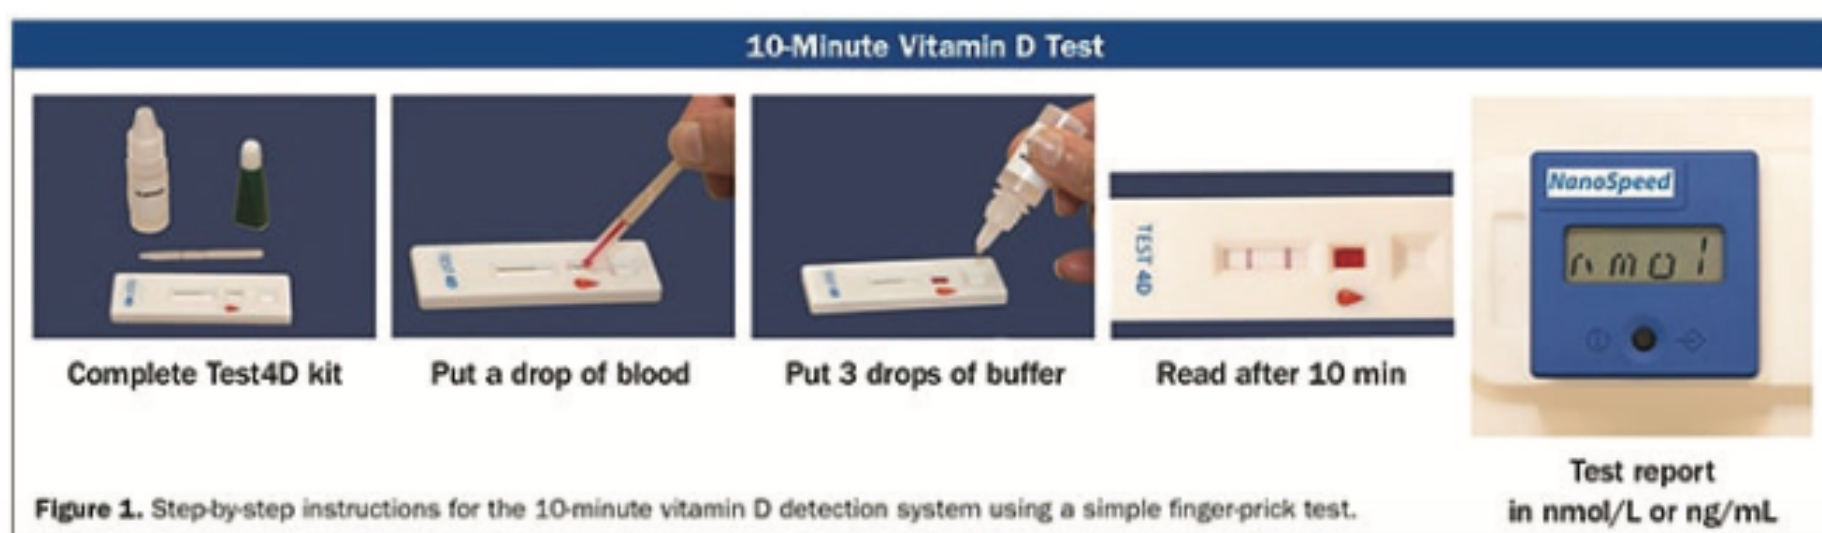 10-Minute Vitamin D Test
TEST 4D
NanoSpeed
nmol
Complete Test4D kit
Put a drop of blood
Put 3 drops of buffer
Read after 10 min
Test report
in nmol/L or ng/mL
Figure 1. Step-by-step instructions for the 10-minute vitamin D detection system using a simple finger-prick test.